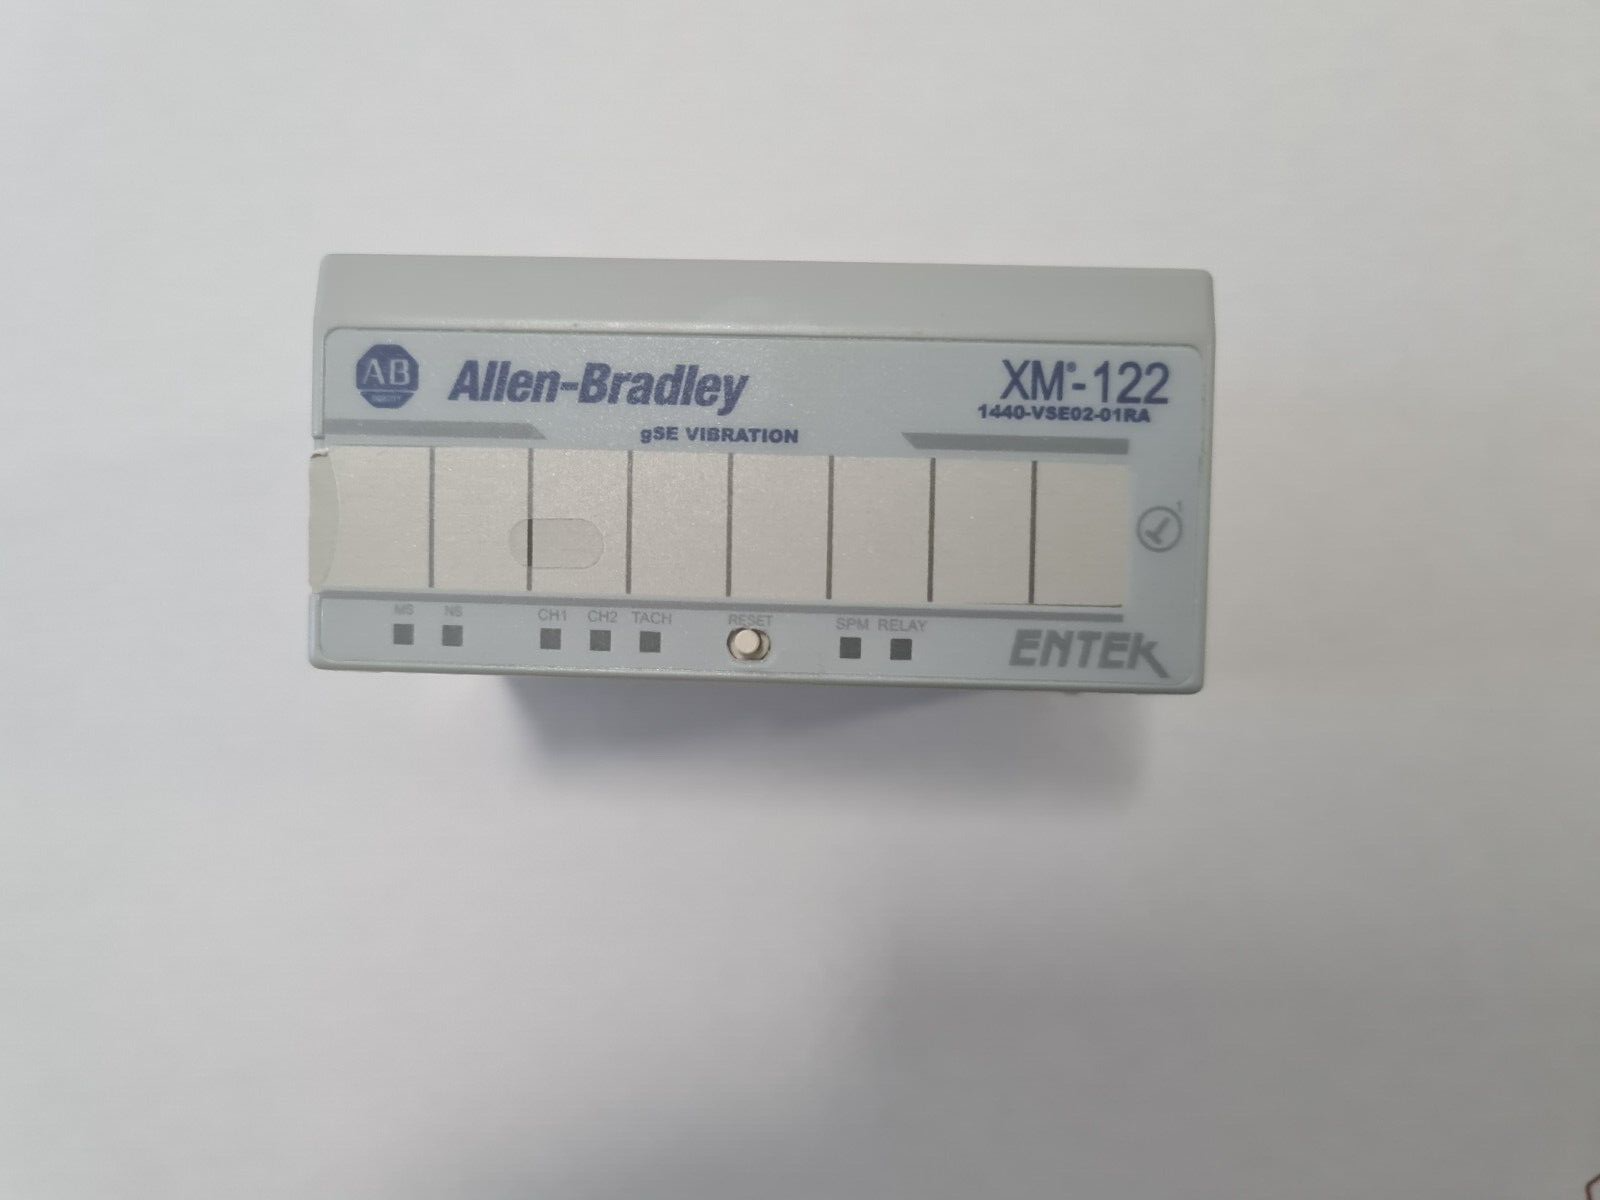 AB
Allen-Bradley
XM®-122
1440-VSE02-01RA
gSE VIBRATION
MS NS CH1 CH2 TACH RESET SPM RELAY
ENTEK